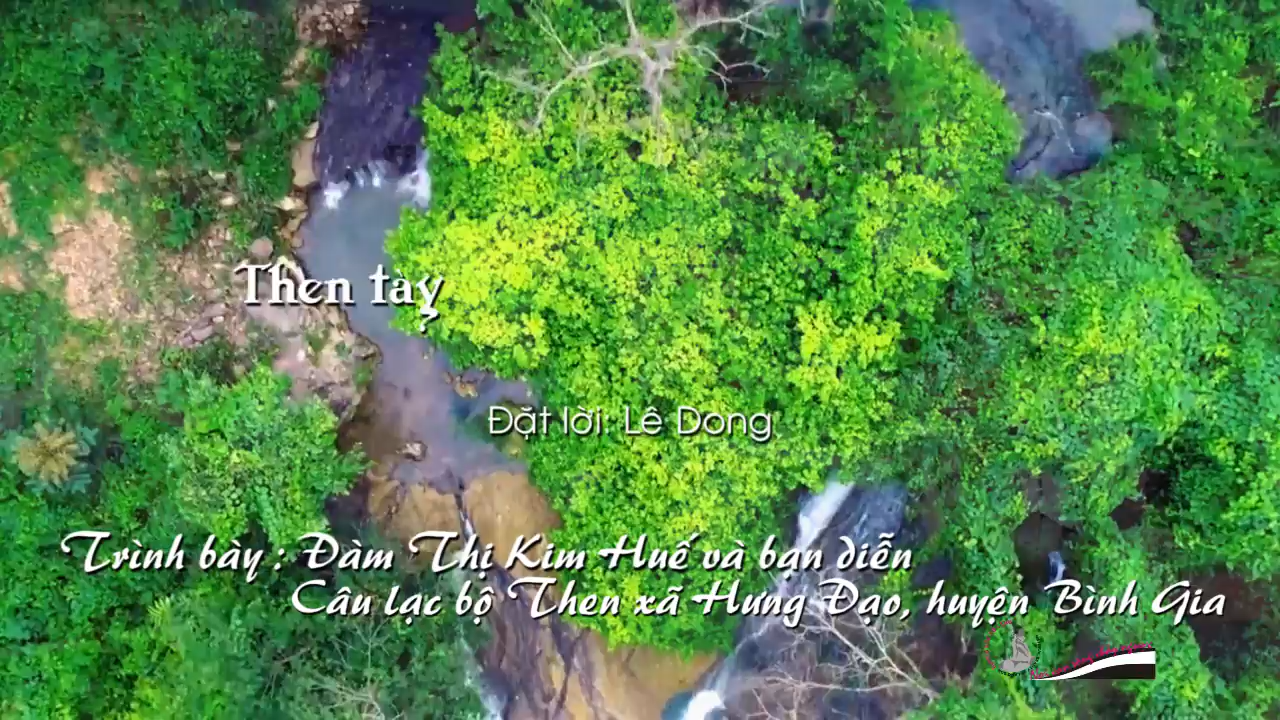 Then tàỵ
Đặt lời: Lê Dong
Trình bày : Đàm Thị Kim Huế và bạn diễn
Câu lạc bộ Then xã Hưng Đạo, huyện Bình Gia